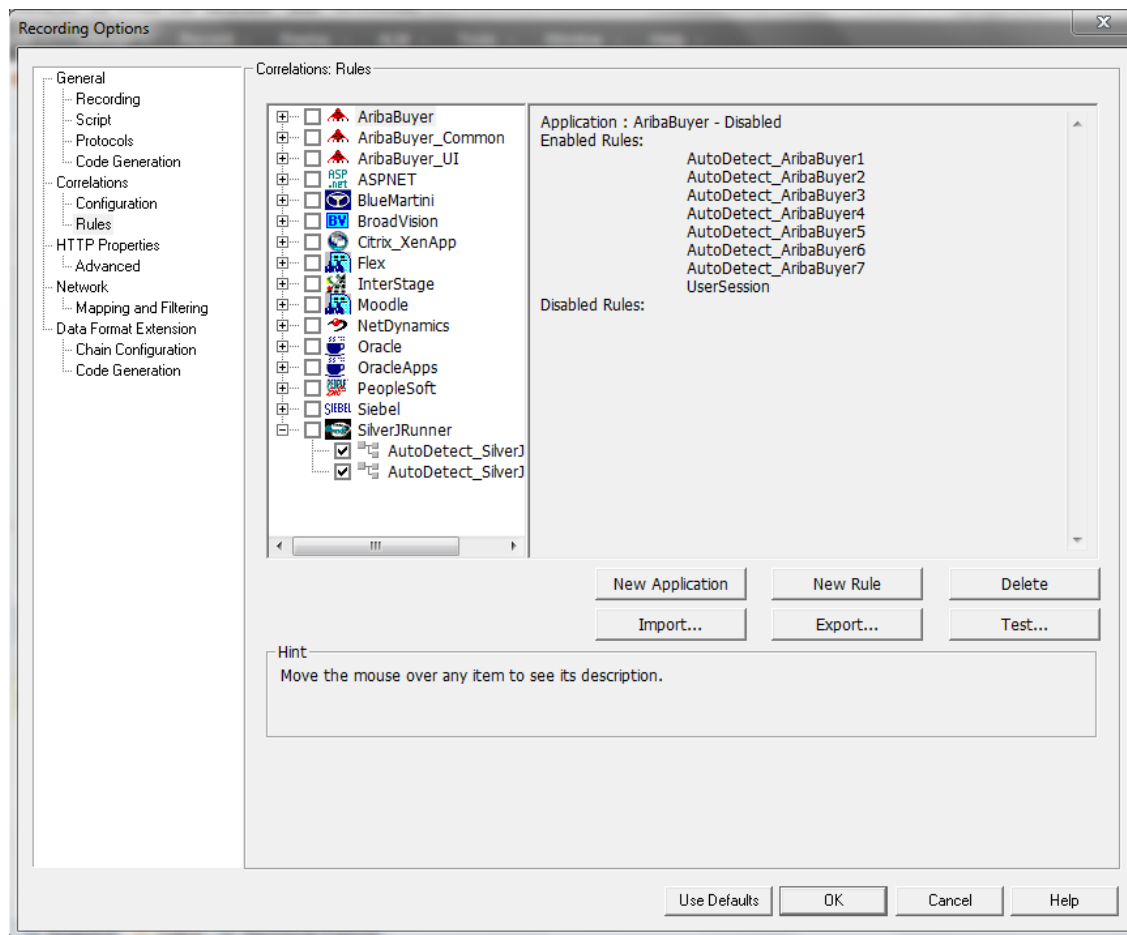 Recording Options
General
Recording
Script
Protocols
Code Generation
Correlations
Configuration
Rules
HTTP Properties
Advanced
Network
Mapping and Filtering
Data Format Extension
Chain Configuration
Code Generation
Correlations: Rules
AribaBuyer
AribaBuyer_Common
AribaBuyer_UI
ASP .net ASPNET
BlueMartini
BV BroadVision
Citrix_XenApp
Flex
InterStage
Moodle
NetDynamics
Oracle
OracleApps
PeopleSoft
SIEBEL Siebel
SilverJRunner
AutoDetect_SilverJ
AutoDetect_SilverJ
Application : AribaBuyer - Disabled
Enabled Rules:
AutoDetect_AribaBuyer1
AutoDetect_AribaBuyer2
AutoDetect_AribaBuyer3
AutoDetect_AribaBuyer4
AutoDetect_AribaBuyer5
AutoDetect_AribaBuyer6
AutoDetect_AribaBuyer7
UserSession
Disabled Rules:
New Application New Rule Delete
Import... Export... Test...
Hint
Move the mouse over any item to see its description.
Use Defaults OK Cancel Help